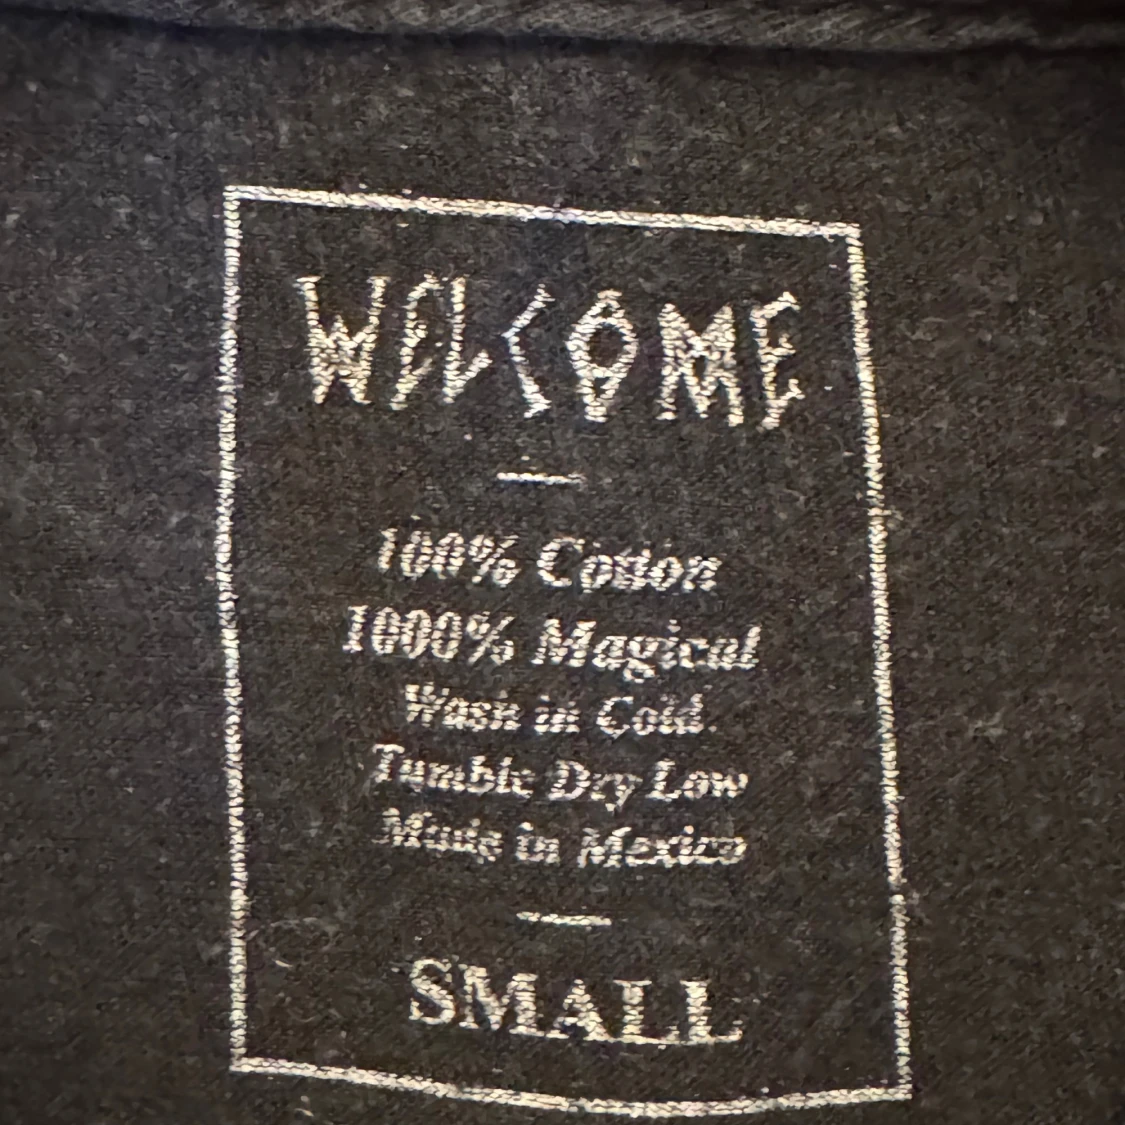 WELCOME
100% Cotton
1000% Magical
Wash in Cold
Tumble Dry Low
Made in Mexico
SMALL